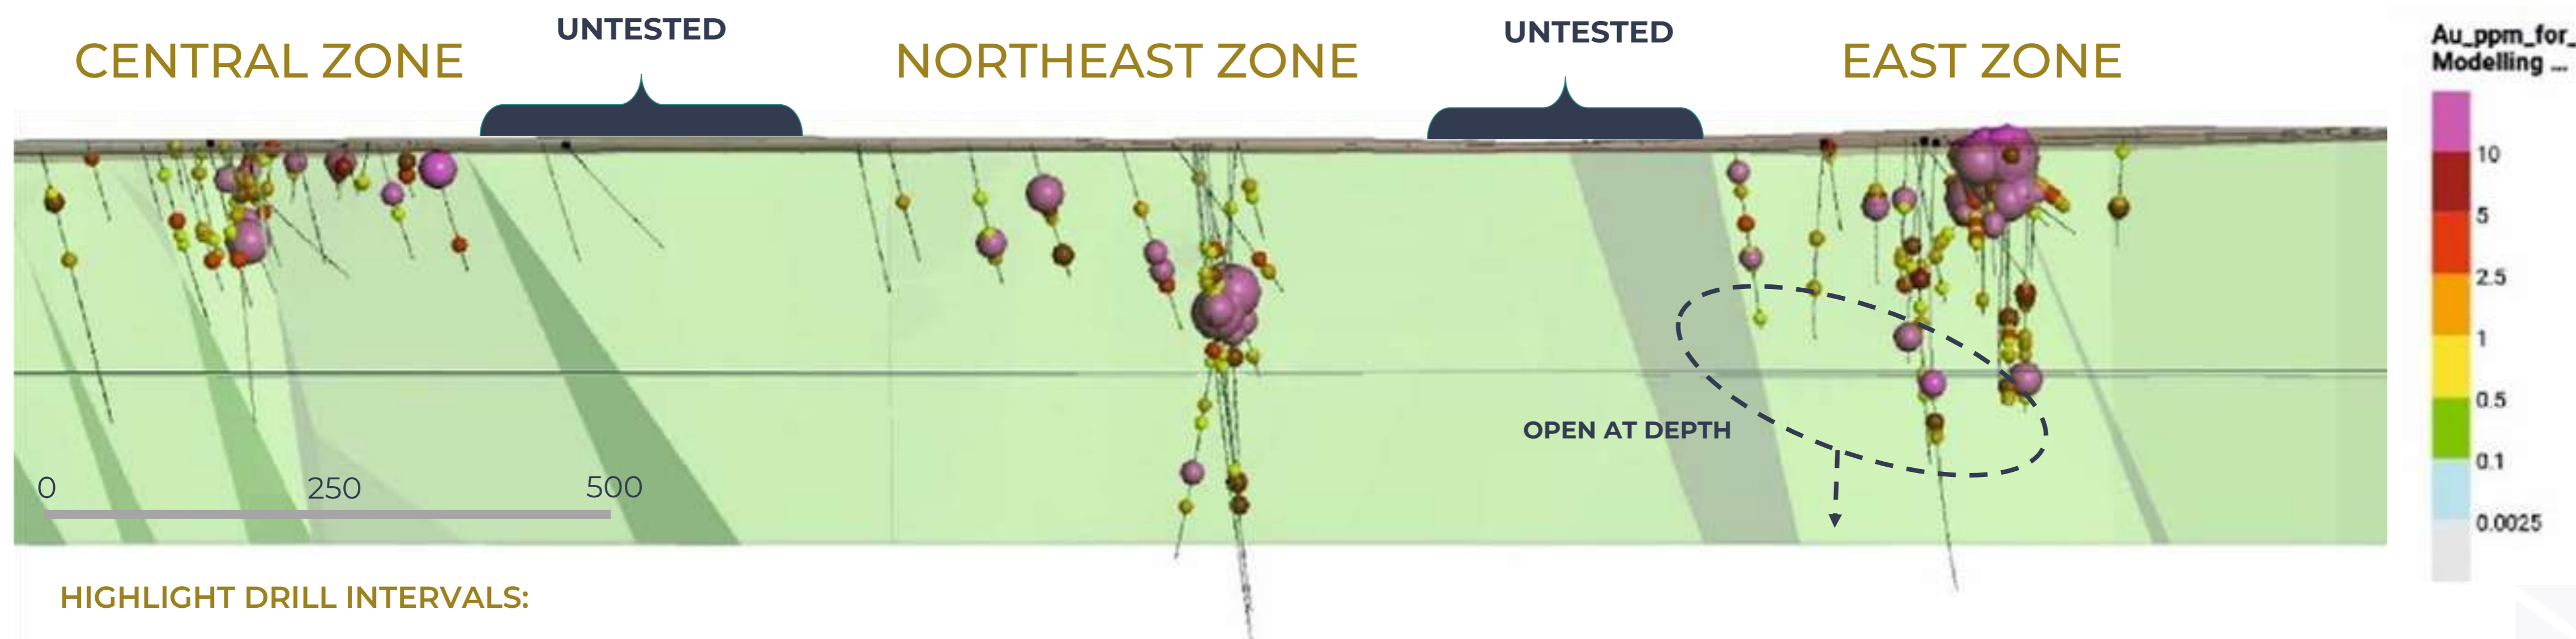 UNTESTED
UNTESTED
CENTRAL ZONE
NORTHEAST ZONE
EAST ZONE
Au_ppm_for_
Modelling ...
10
5
2.5
1
0.5
0.1
0.0025
OPEN AT DEPTH
0
250
500
HIGHLIGHT DRILL INTERVALS: